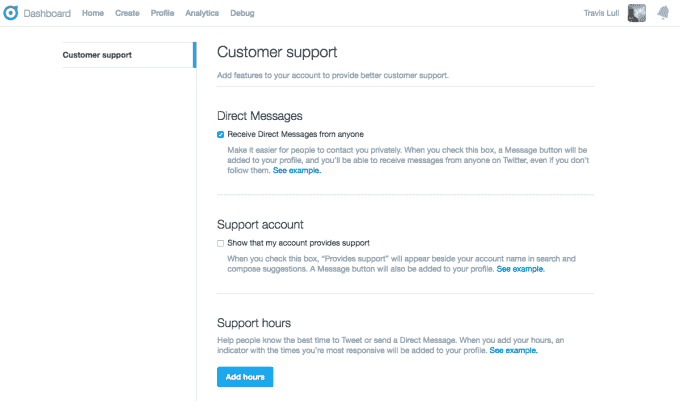 Dashboard Home Create Profile Analytics Debug Travis Lull
Customer support
Customer support
Add features to your account to provide better customer support.
Direct Messages
Receive Direct Messages from anyone
Make it easier for people to contact you privately. When you check this box, a Message button will be
added to your profile, and you'll be able to receive messages from anyone on Twitter, even if you don't
follow them. See example.
Support account
Show that my account provides support
When you check this box, “Provides support” will appear beside your account name in search and
compose suggestions. A Message button will also be added to your profile. See example.
Support hours
Help people know the best time to Tweet or send a Direct Message. When you add your hours, an
indicator with the times you're most responsive will be added to your profile. See example.
Add hours